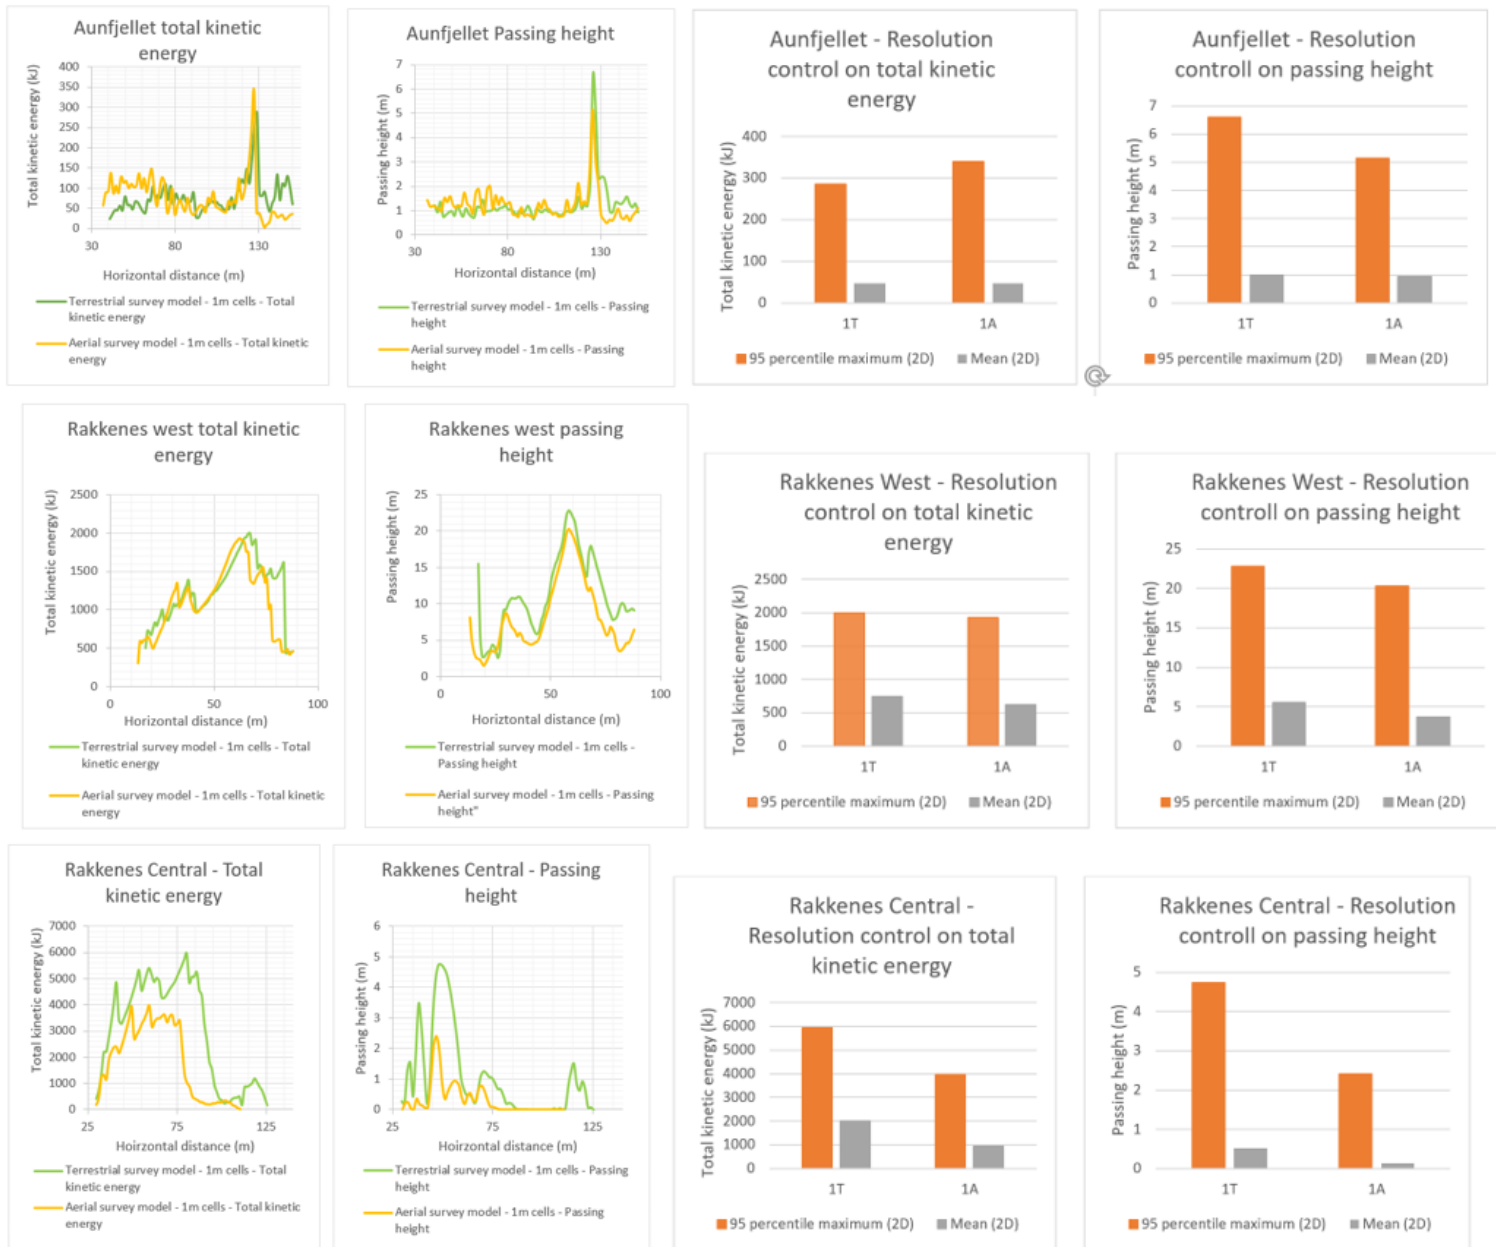 Aunfjellet total kinetic
energy
Total kinetic energy (kJ)
400
350
300
250
200
150
100
50
0
30
80
130
Horizontal distance (m)
Terrestrial survey model - 1m cells - Total
kinetic energy
Aerial survey model - 1m cells - Total kinetic
energy
Aunfjellet Passing height
Passing height (m)
7
6
5
4
3
2
1
0
30
80
130
Horizontal distance (m)
Terrestrial survey model - 1m cells - Passing
height
Aerial survey model - 1m cells - Passing
height
Aunfjellet - Resolution
control on total kinetic
energy
Total kinetic energy (kJ)
400
300
200
100
0
1T
1A
95 percentile maximum (2D)
Mean (2D)
Aunfjellet - Resolution
controll on passing height
Passing height (m)
7
6
5
4
3
2
1
0
1T
1A
95 percentile maximum (2D)
Mean (2D)
Rakkenes west total kinetic
energy
Total kinetic energy (kJ)
2500
2000
1500
1000
500
0
0
50
100
Horizontal distance (m)
Terrestrial survey model - 1m cells - Total
kinetic energy
Aerial survey model - 1m cells - Total kinetic
energy
Rakkenes west passing
height
Passing height (m)
25
20
15
10
5
0
0
50
100
Horiztontal distance (m)
Terrestrial survey model - 1m cells -
Passing height
Aerial survey model - 1m cells - Passing
height"
Rakkenes West - Resolution
control on total kinetic
energy
Total kinetic energy (kJ)
2500
2000
1500
1000
500
0
1T
1A
95 percentile maximum (2D)
Mean (2D)
Rakkenes West - Resolution
controll on passing height
Passing height (m)
25
20
15
10
5
0
1T
1A
95 percentile maximum (2D)
Mean (2D)
Rakkenes Central - Total
kinetic energy
Total kinetic energy (kJ)
7000
6000
5000
4000
3000
2000
1000
0
25
75
125
Hoirzontal distance (m)
Terrestrial survey model - 1m cells - Total
kinetic energy
Aerial survey model - 1m cells - Total kinetic
energy
Rakkenes Central - Passing
height
Passing height (m)
6
5
4
3
2
1
0
25
75
125
Hoirzontal distance (m)
Terrestrial survey model - 1m cells - Passing
height
Aerial survey model - 1m cells - Passing
height
Rakkenes Central -
Resolution control on total
kinetic energy
Total kinetic energy (kJ)
7000
6000
5000
4000
3000
2000
1000
0
1T
1A
95 percentile maximum (2D)
Mean (2D)
Rakkenes Central - Resolution
controll on passing height
Passing height (m)
5
4
3
2
1
0
1T
1A
95 percentile maximum (2D)
Mean (2D)